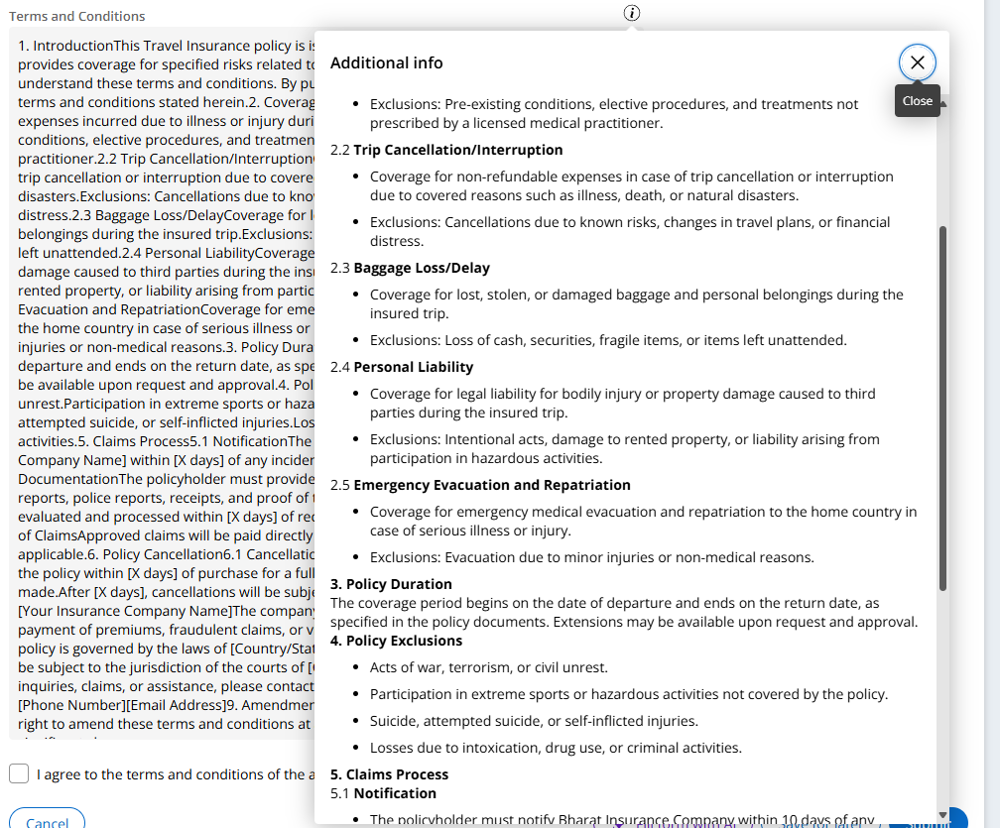 Terms and Conditions
1. IntroductionThis Travel Insurance policy is is
provides coverage for specified risks related to
understand these terms and conditions. By pu
terms and conditions stated herein.2. Coverag
expenses incurred due to illness or injury duri
conditions, elective procedures, and treatmen
practitioner.2.2 Trip Cancellation/Interruption
trip cancellation or interruption due to covere
disasters.Exclusions: Cancellations due to kno
distress.2.3 Baggage Loss/DelayCoverage for l
belongings during the insured trip.Exclusions:
left unattended.2.4 Personal LiabilityCoverage
damage caused to third parties during the insu
rented property, or liability arising from partic
Evacuation and RepatriationCoverage for eme
the home country in case of serious illness or
injuries or non-medical reasons.3. Policy Dura
departure and ends on the return date, as spe
be available upon request and approval.4. Pol
unrest.Participation in extreme sports or haza
attempted suicide, or self-inflicted injuries.Los
activities.5. Claims Process5.1 NotificationThe
Company Name] within [X days] of any inciden
DocumentationThe policyholder must provide
reports, police reports, receipts, and proof of
evaluated and processed within [X days] of rec
of ClaimsApproved claims will be paid directly
applicable.6. Policy Cancellation6.1 Cancellatio
the policy within [X days] of purchase for a full
made.After [X days], cancellations will be subje
[Your Insurance Company Name]The company
payment of premiums, fraudulent claims, or v
policy is governed by the laws of [Country/Stat
be subject to the jurisdiction of the courts of [
inquiries, claims, or assistance, please contact
[Phone Number][Email Address]9. Amendmen
right to amend these terms and conditions at
I agree to the terms and conditions of the a
Cancel
Additional info
Close
• Exclusions: Pre-existing conditions, elective procedures, and treatments not
prescribed by a licensed medical practitioner.
2.2 Trip Cancellation/Interruption
• Coverage for non-refundable expenses in case of trip cancellation or interruption
due to covered reasons such as illness, death, or natural disasters.
• Exclusions: Cancellations due to known risks, changes in travel plans, or financial
distress.
2.3 Baggage Loss/Delay
• Coverage for lost, stolen, or damaged baggage and personal belongings during the
insured trip.
• Exclusions: Loss of cash, securities, fragile items, or items left unattended.
2.4 Personal Liability
• Coverage for legal liability for bodily injury or property damage caused to third
parties during the insured trip.
• Exclusions: Intentional acts, damage to rented property, or liability arising from
participation in hazardous activities.
2.5 Emergency Evacuation and Repatriation
• Coverage for emergency medical evacuation and repatriation to the home country in
case of serious illness or injury.
• Exclusions: Evacuation due to minor injuries or non-medical reasons.
3. Policy Duration
The coverage period begins on the date of departure and ends on the return date, as
specified in the policy documents. Extensions may be available upon request and approval.
4. Policy Exclusions
• Acts of war, terrorism, or civil unrest.
• Participation in extreme sports or hazardous activities not covered by the policy.
• Suicide, attempted suicide, or self-inflicted injuries.
• Losses due to intoxication, drug use, or criminal activities.
5. Claims Process
5.1 Notification
• The policyholder must notify Bharat Insurance Company within 10 days of any